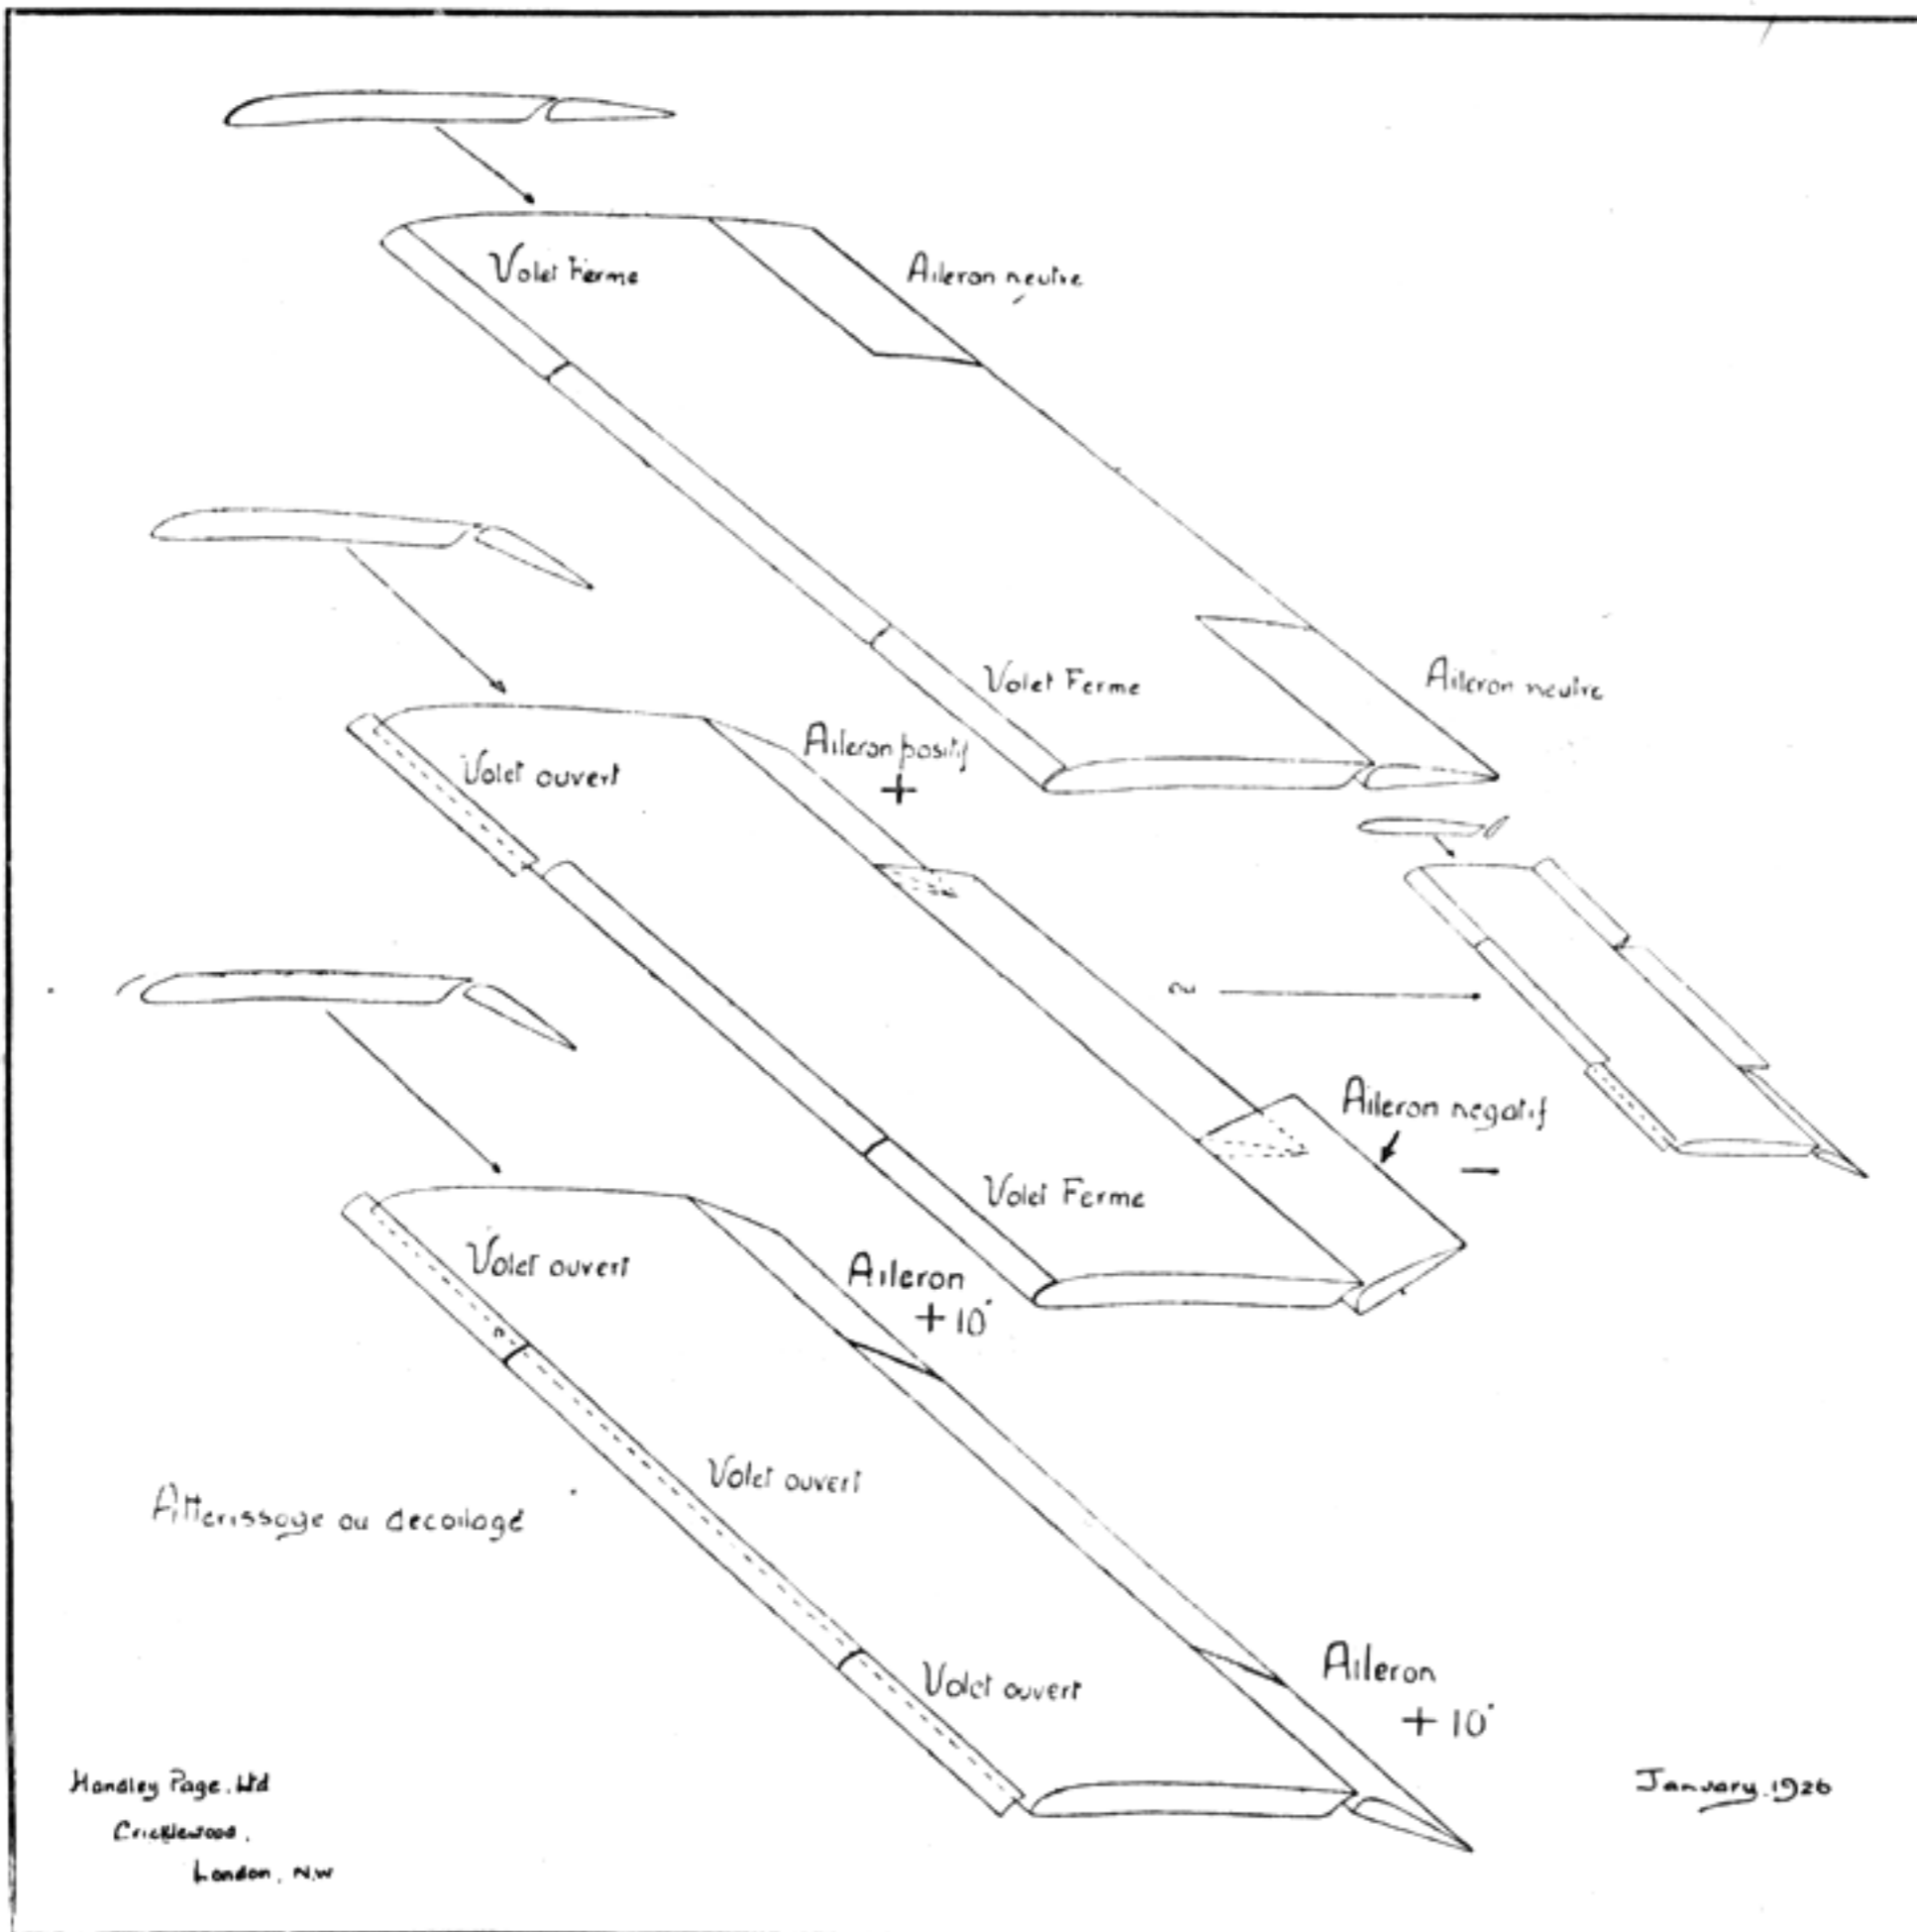 Volet Ferme
Aileron neutre
Volet Ferme
Aileron neutre
Aileron positif
+
Volet ouvert
ou
Aileron negatif
−
Volet Ferme
Volet ouvert
Aileron
+ 10°
Volet ouvert
Atterissage ou decollage
Volet ouvert
Aileron
+ 10°
Handley Page. Ltd
Cricklewood,
London, N.W
January. 1926